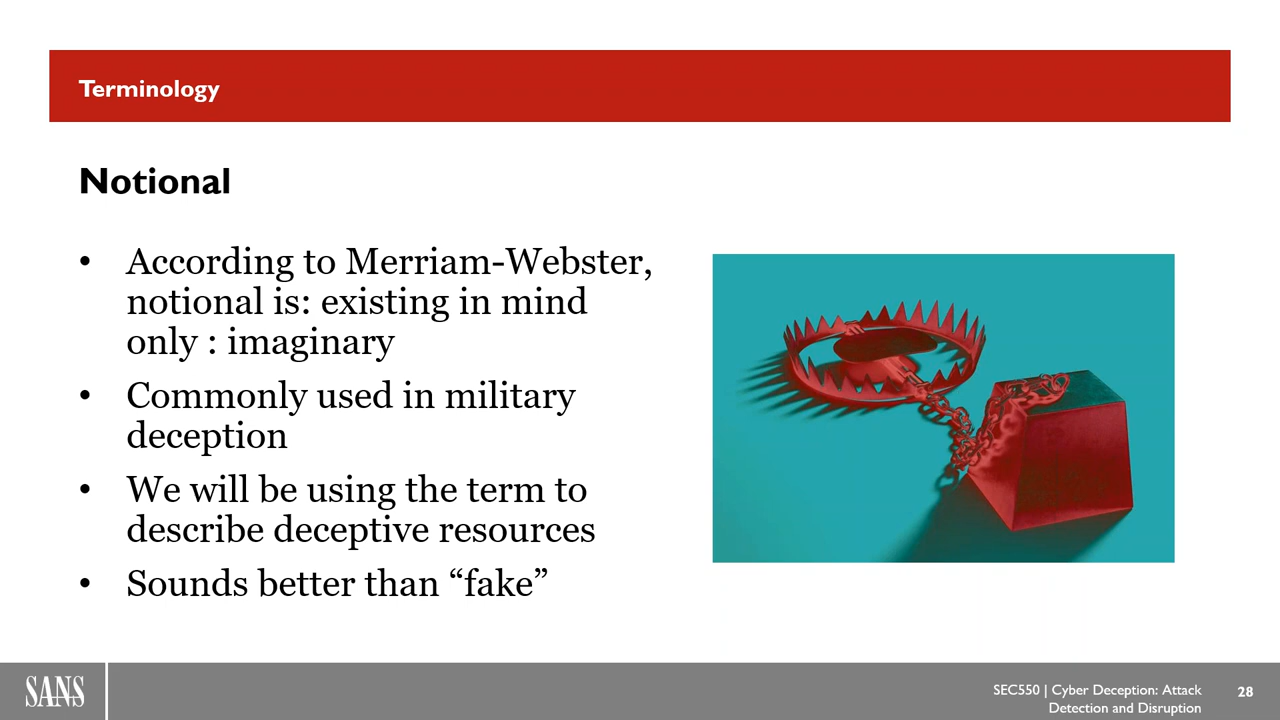 Terminology
Notional
• According to Merriam-Webster,
notional is: existing in mind
only : imaginary
• Commonly used in military
deception
• We will be using the term to
describe deceptive resources
• Sounds better than “fake”
SANS
SEC550 | Cyber Deception: Attack
Detection and Disruption
28